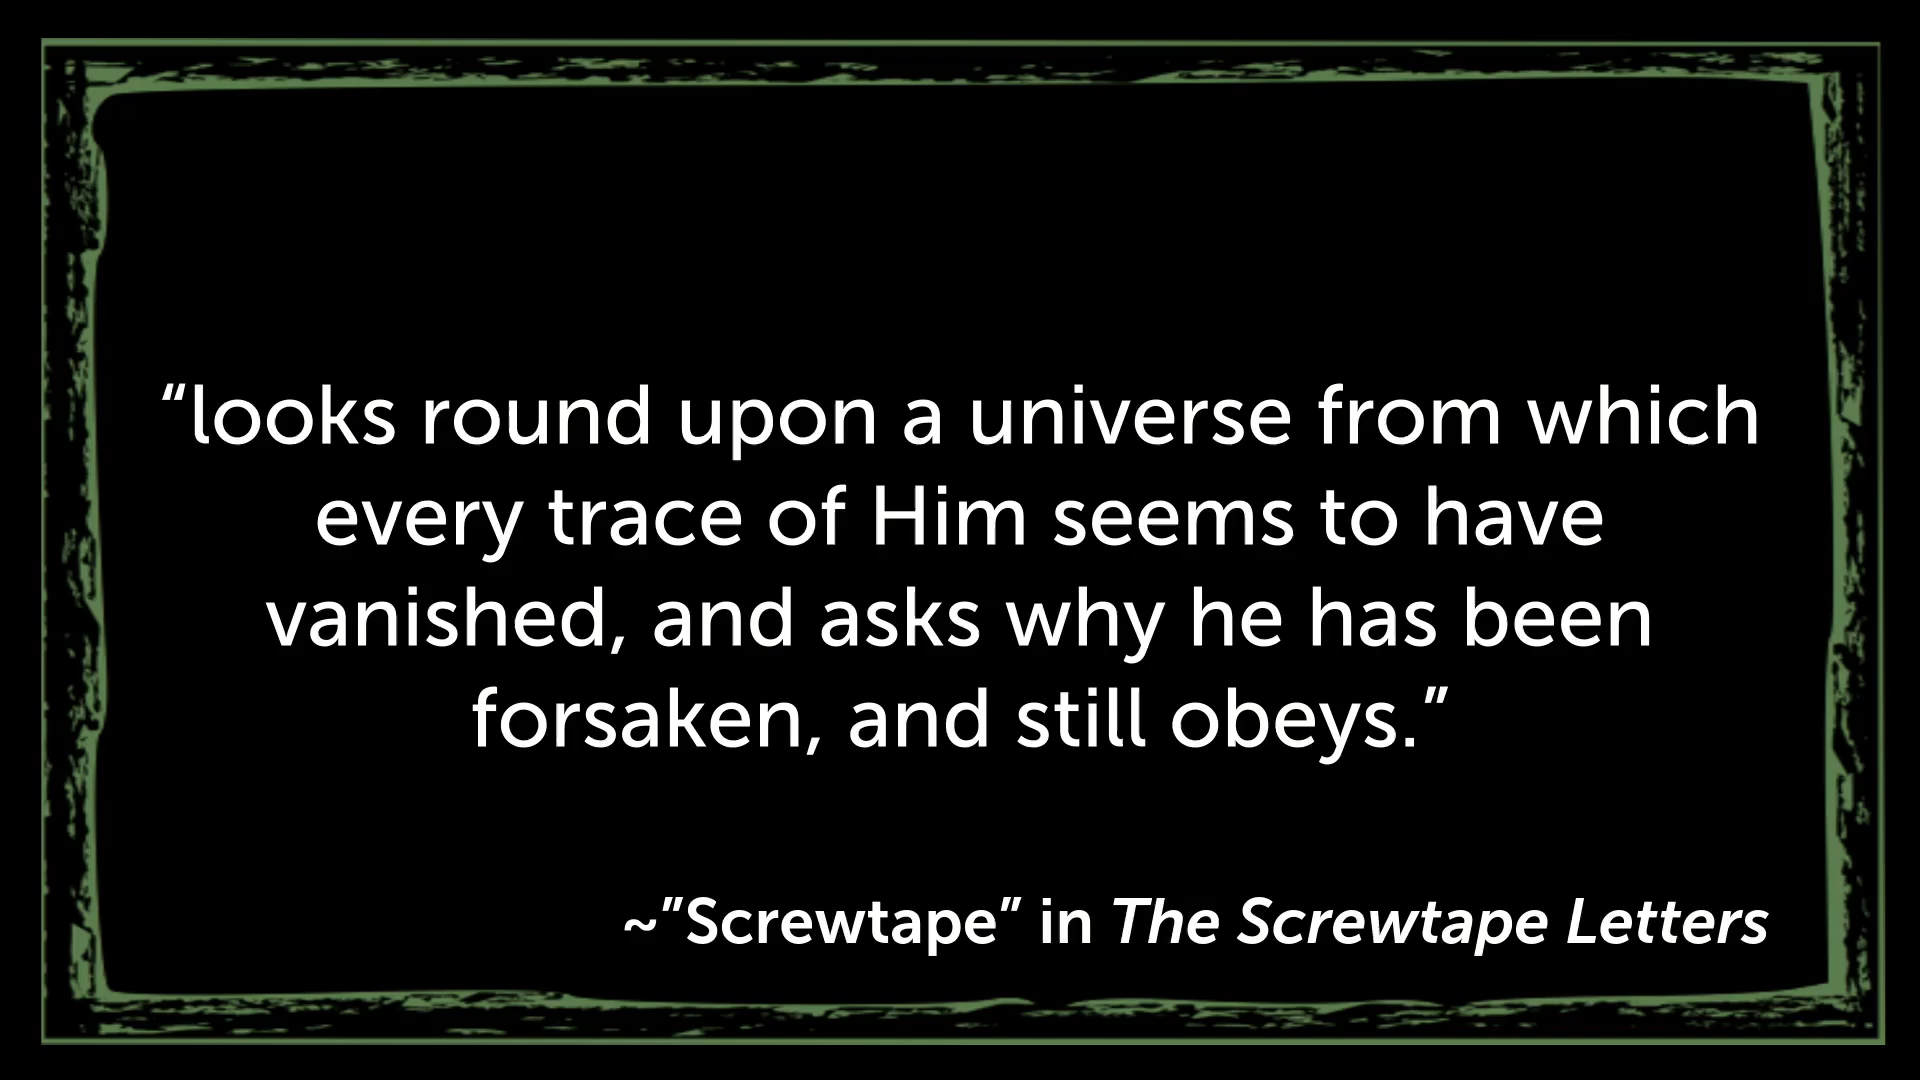 “looks round upon a universe from which
every trace of Him seems to have
vanished, and asks why he has been
forsaken, and still obeys.”
~”Screwtape” in The Screwtape Letters